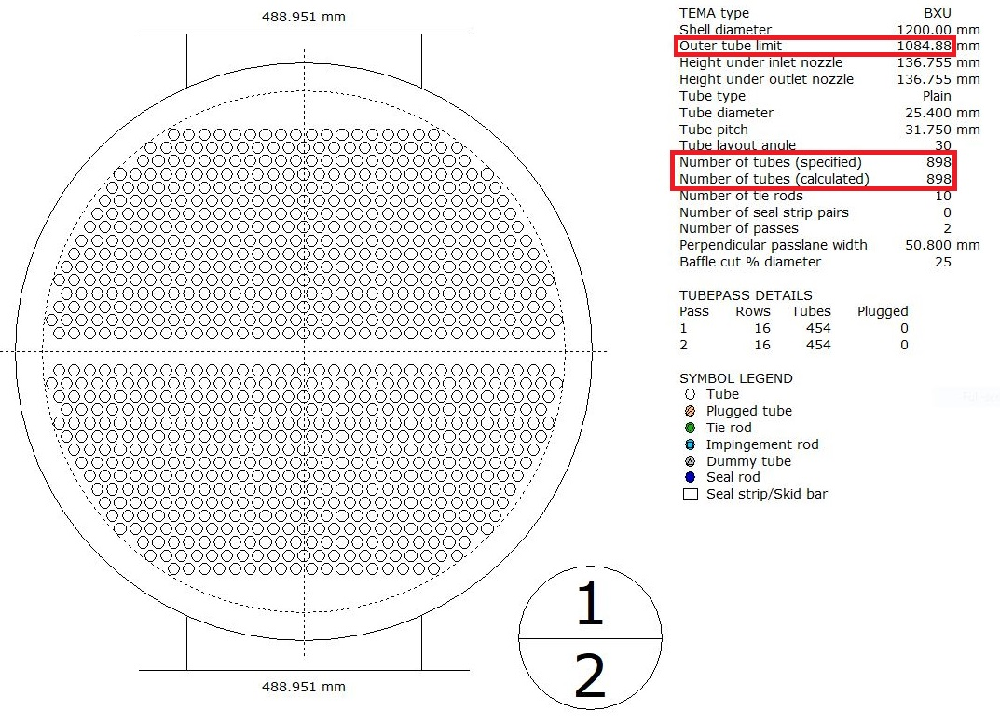 488.951 mm
TEMA type BXU
Shell diameter 1200.00 mm
Outer tube limit 1084.88 mm
Height under inlet nozzle 136.755 mm
Height under outlet nozzle 136.755 mm
Tube type Plain
Tube diameter 25.400 mm
Tube pitch 31.750 mm
Tube layout angle 30
Number of tubes (specified) 898
Number of tubes (calculated) 898
Number of tie rods 10
Number of seal strip pairs 0
Number of passes 2
Perpendicular passlane width 50.800 mm
Baffle cut % diameter 25
TUBEPASS DETAILS
Pass Rows Tubes Plugged
1 16 454 0
2 16 454 0
SYMBOL LEGEND
Tube
Plugged tube
Tie rod
Impingement rod
Dummy tube
Seal rod
Seal strip/Skid bar
1
2
488.951 mm